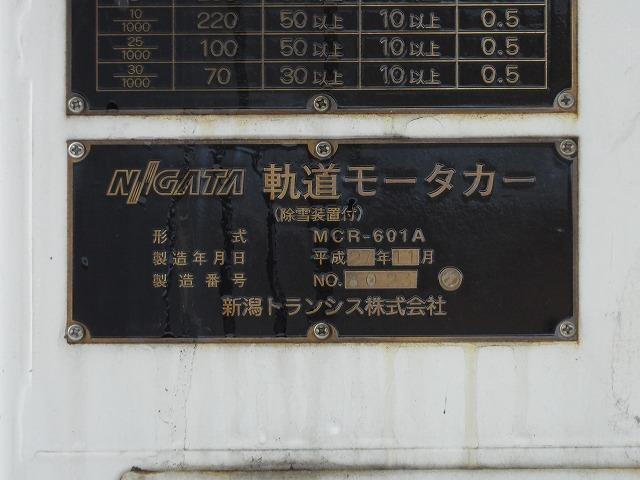 10/1000 220 50以上 10以上 0.5
25/1000 100 50以上 10以上 0.5
30/1000 70 30以上 10以上 0.5
NIIGATA 軌道モータカー
(除雪装置付)
形式 MCR-601A
製造年月日 平成27年11月
製造番号 NO.
新潟トランシス株式会社